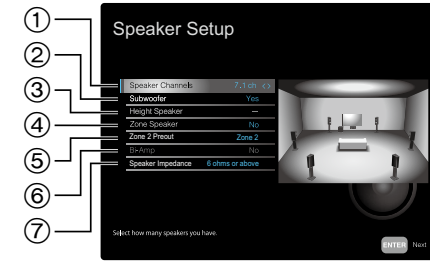 Speaker Setup
① Speaker Channels 7.1 ch <>
② Subwoofer Yes
③ Height Speaker —
④ Zone Speaker No
⑤ Zone 2 Preout Zone 2
⑥ Bi-Amp No
⑦ Speaker Impedance 6 ohms or above
Select how many speakers you have.
ENTER Next